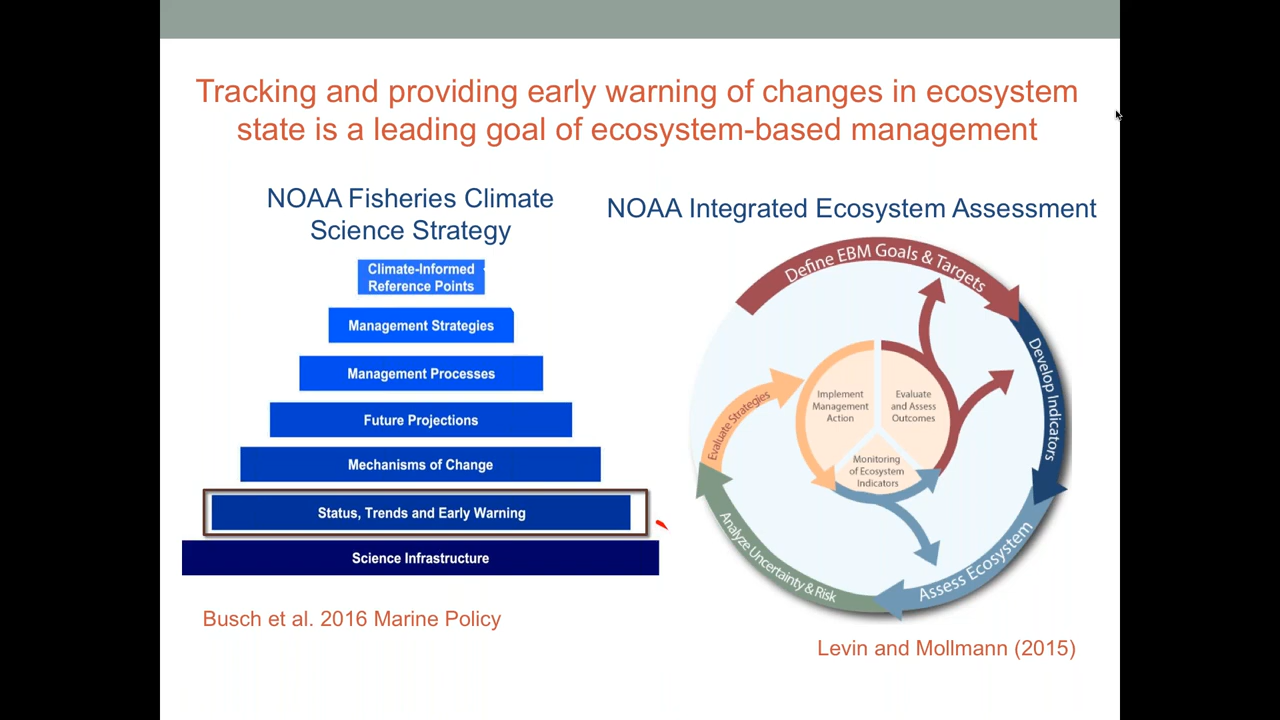 Tracking and providing early warning of changes in ecosystem
state is a leading goal of ecosystem-based management
NOAA Fisheries Climate
Science Strategy
Climate-Informed
Reference Points
Management Strategies
Management Processes
Future Projections
Mechanisms of Change
Status, Trends and Early Warning
Science Infrastructure
Busch et al. 2016 Marine Policy
NOAA Integrated Ecosystem Assessment
Define EBM Goals & Targets
Develop Indicators
Assess Ecosystem
Analyze Uncertainty & Risk
Evaluate Strategies
Implement
Management
Action
Evaluate
and Assess
Outcomes
Monitoring
of Ecosystem
Indicators
Levin and Mollmann (2015)